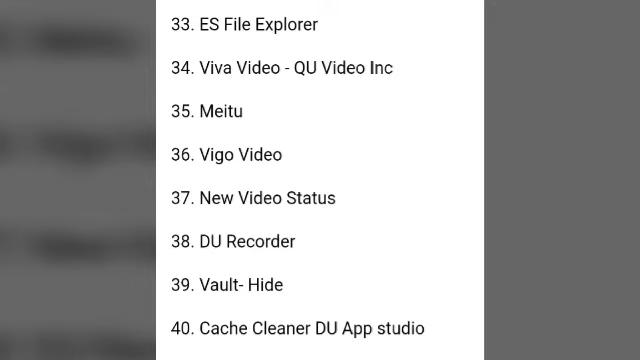 33. ES File Explorer
34. Viva Video - QU Video Inc
35. Meitu
36. Vigo Video
37. New Video Status
38. DU Recorder
39. Vault- Hide
40. Cache Cleaner DU App studio